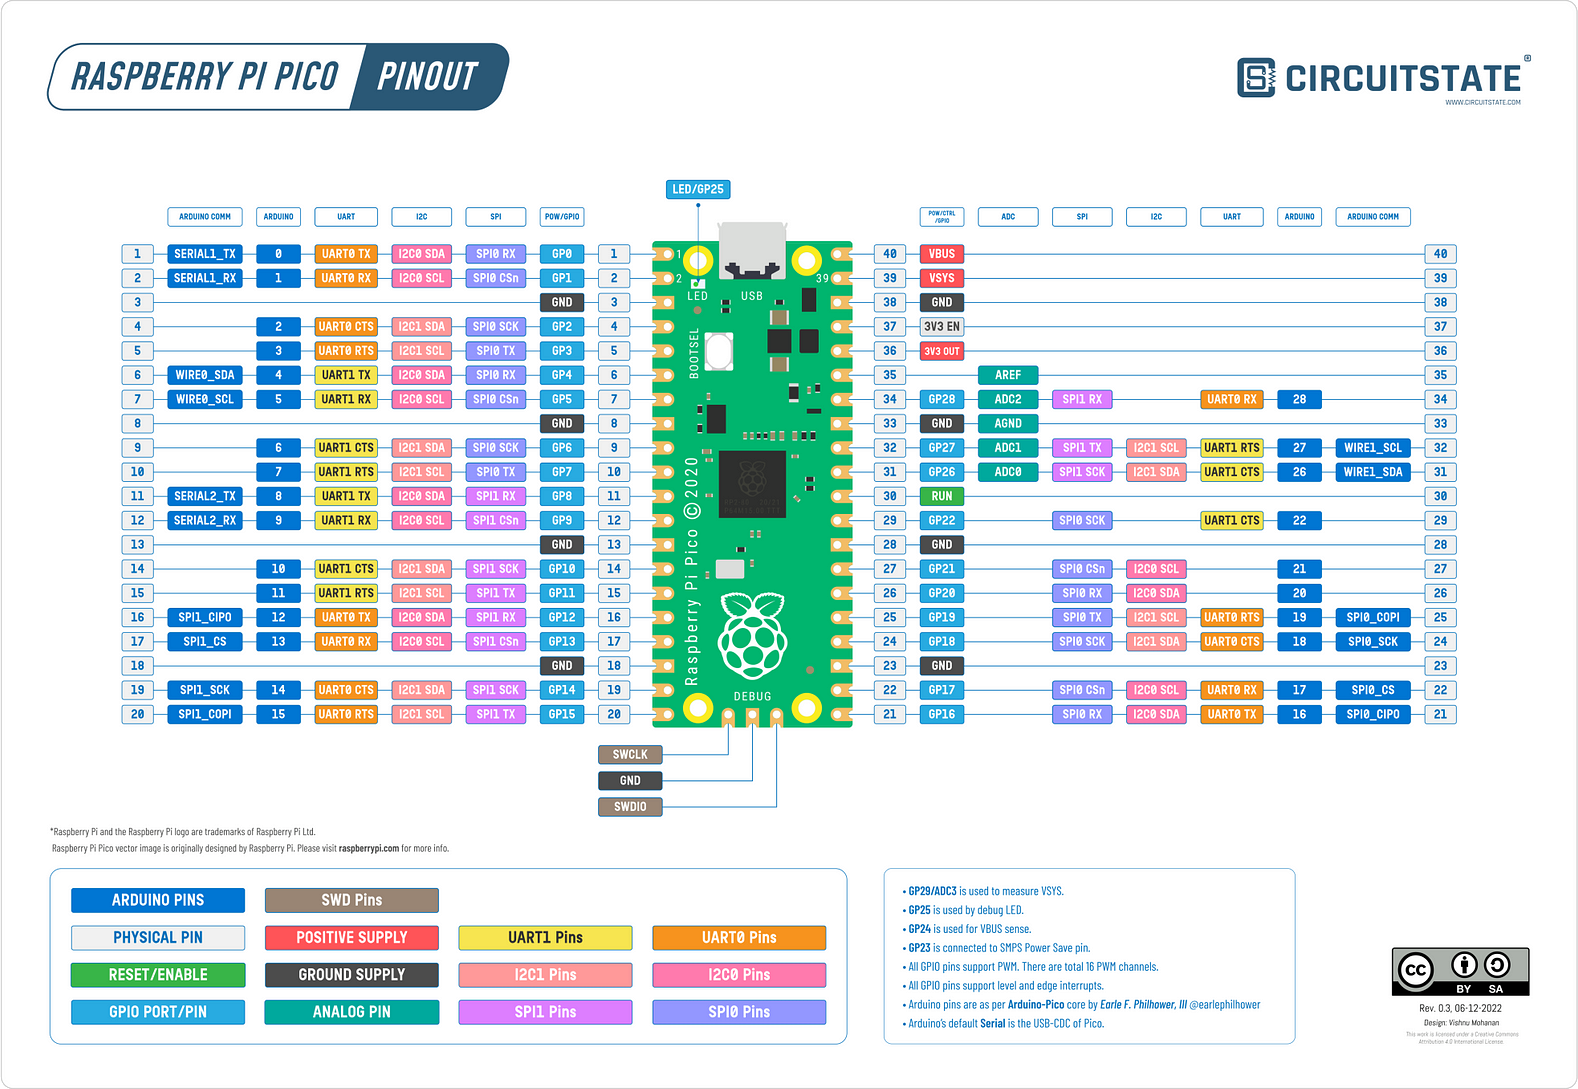 RASPBERRY PI PICO PINOUT
CIRCUITSTATE
WWW.CIRCUITSTATE.COM
LED/GP25
ARDUINO COMM ARDUINO UART I2C SPI POW/GPIO
POW/CTRL /GPIO ADC SPI I2C UART ARDUINO ARDUINO COMM
1 SERIAL1_TX 0 UART0 TX I2C0 SDA SPI0 RX GP0 1
2 SERIAL1_RX 1 UART0 RX I2C0 SCL SPI0 CSn GP1 2
3 GND 3
4 2 UART0 CTS I2C1 SDA SPI0 SCK GP2 4
5 3 UART0 RTS I2C1 SCL SPI0 TX GP3 5
6 WIRE0_SDA 4 UART1 TX I2C0 SDA SPI0 RX GP4 6
7 WIRE0_SCL 5 UART1 RX I2C0 SCL SPI0 CSn GP5 7
8 GND 8
9 6 UART1 CTS I2C1 SDA SPI0 SCK GP6 9
10 7 UART1 RTS I2C1 SCL SPI0 TX GP7 10
11 SERIAL2_TX 8 UART1 TX I2C0 SDA SPI1 RX GP8 11
12 SERIAL2_RX 9 UART1 RX I2C0 SCL SPI1 CSn GP9 12
13 GND 13
14 10 UART1 CTS I2C1 SDA SPI1 SCK GP10 14
15 11 UART1 RTS I2C1 SCL SPI1 TX GP11 15
16 SPI1_CIPO 12 UART0 TX I2C0 SDA SPI1 RX GP12 16
17 SPI1_CS 13 UART0 RX I2C0 SCL SPI1 CSn GP13 17
18 GND 18
19 SPI1_SCK 14 UART0 CTS I2C1 SDA SPI1 SCK GP14 19
20 SPI1_COPI 15 UART0 RTS I2C1 SCL SPI1 TX GP15 20
1
2
39
LED USB
BOOTSEL
Raspberry Pi Pico ©2020
DEBUG
40 VBUS 40
39 VSYS 39
38 GND 38
37 3V3 EN 37
36 3V3 OUT 36
35 AREF 35
34 GP28 ADC2 SPI1 RX UART0 RX 28 34
33 GND AGND 33
32 GP27 ADC1 SPI1 TX I2C1 SCL UART1 RTS 27 WIRE1_SCL 32
31 GP26 ADC0 SPI1 SCK I2C1 SDA UART1 CTS 26 WIRE1_SDA 31
30 RUN 30
29 GP22 SPI0 SCK UART1 CTS 22 29
28 GND 28
27 GP21 SPI0 CSn I2C0 SCL 21 27
26 GP20 SPI0 RX I2C0 SDA 20 26
25 GP19 SPI0 TX I2C1 SCL UART0 RTS 19 SPI0_COPI 25
24 GP18 SPI0 SCK I2C1 SDA UART0 CTS 18 SPI0_SCK 24
23 GND 23
22 GP17 SPI0 CSn I2C0 SCL UART0 RX 17 SPI0_CS 22
21 GP16 SPI0 RX I2C0 SDA UART0 TX 16 SPI0_CIPO 21
SWCLK
GND
SWDIO
*Raspberry Pi and the Raspberry Pi logo are trademarks of Raspberry Pi Ltd.
Raspberry Pi Pico vector image is originally designed by Raspberry Pi. Please visit raspberrypi.com for more info.
ARDUINO PINS SWD Pins
PHYSICAL PIN POSITIVE SUPPLY UART1 Pins UART0 Pins
RESET/ENABLE GROUND SUPPLY I2C1 Pins I2C0 Pins
GPIO PORT/PIN ANALOG PIN SPI1 Pins SPI0 Pins
• GP29/ADC3 is used to measure VSYS.
• GP25 is used by debug LED.
• GP24 is used for VBUS sense.
• GP23 is connected to SMPS Power Save pin.
• All GPIO pins support PWM. There are total 16 PWM channels.
• All GPIO pins support level and edge interrupts.
• Arduino pins are as per Arduino-Pico core by Earle F. Philhower, III @earlephilhower
• Arduino's default Serial is the USB-CDC of Pico.
CC BY SA
Rev. 0.3, 06-12-2022
Design: Vishnu Mohanan
This work is licensed under a Creative Commons
Attribution 4.0 International License